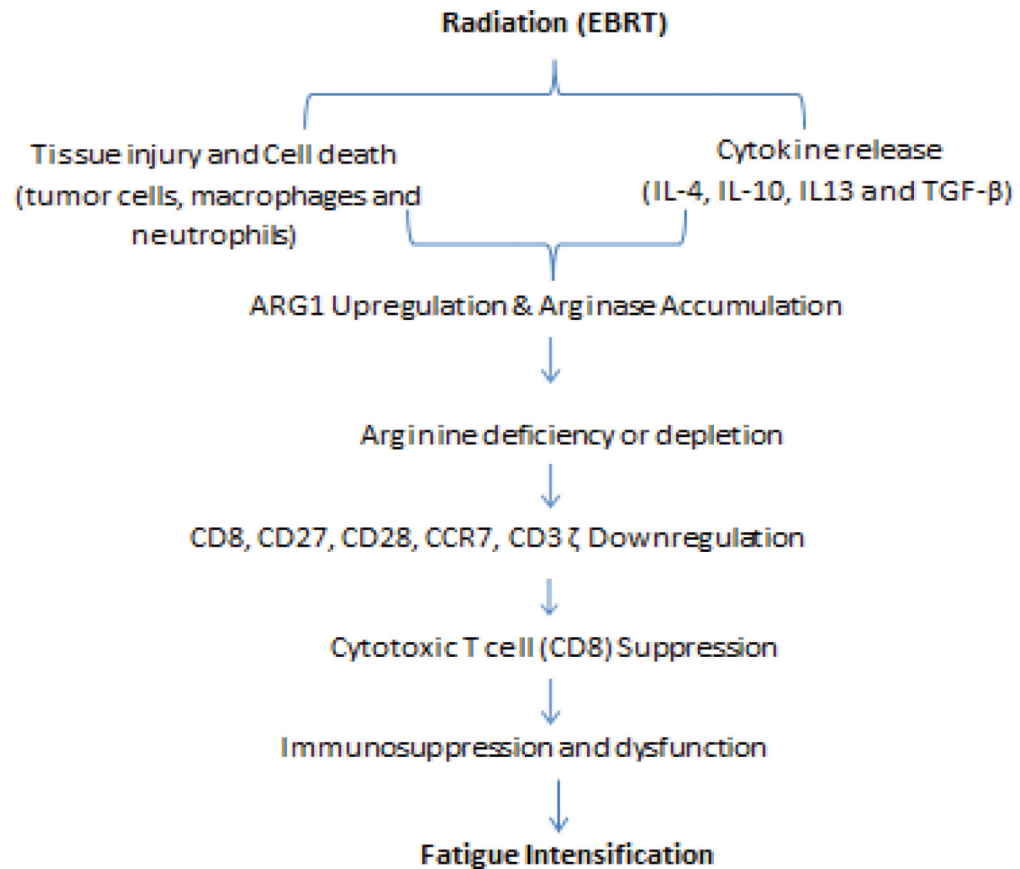 Radiation (EBRT)
Tissue injury and Cell death
(tumor cells, macrophages and
neutrophils)
Cytokine release
(IL-4, IL-10, IL13 and TGF-β)
ARG1 Upregulation & Arginase Accumulation
Arginine deficiency or depletion
CD8, CD27, CD28, CCR7, CD3 ζ Downregulation
Cytotoxic T cell (CD8) Suppression
Immunosuppression and dysfunction
Fatigue Intensification